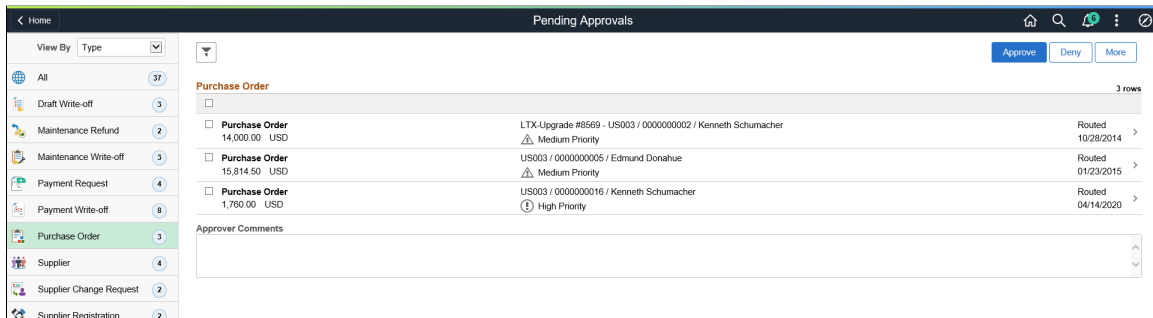 Home
Pending Approvals
6
View By Type
Approve Deny More
All 37
Draft Write-off 3
Maintenance Refund 2
Maintenance Write-off 3
Payment Request 4
Payment Write-off 8
Purchase Order 3
Supplier 4
Supplier Change Request 2
Supplier Registration 2
Purchase Order
3 rows
Purchase Order LTX-Upgrade #8569 - US003 / 0000000002 / Kenneth Schumacher Routed
14,000.00 USD Medium Priority 10/28/2014
Purchase Order US003 / 0000000005 / Edmund Donahue Routed
15,814.50 USD Medium Priority 01/23/2015
Purchase Order US003 / 0000000016 / Kenneth Schumacher Routed
1,760.00 USD High Priority 04/14/2020
Approver Comments